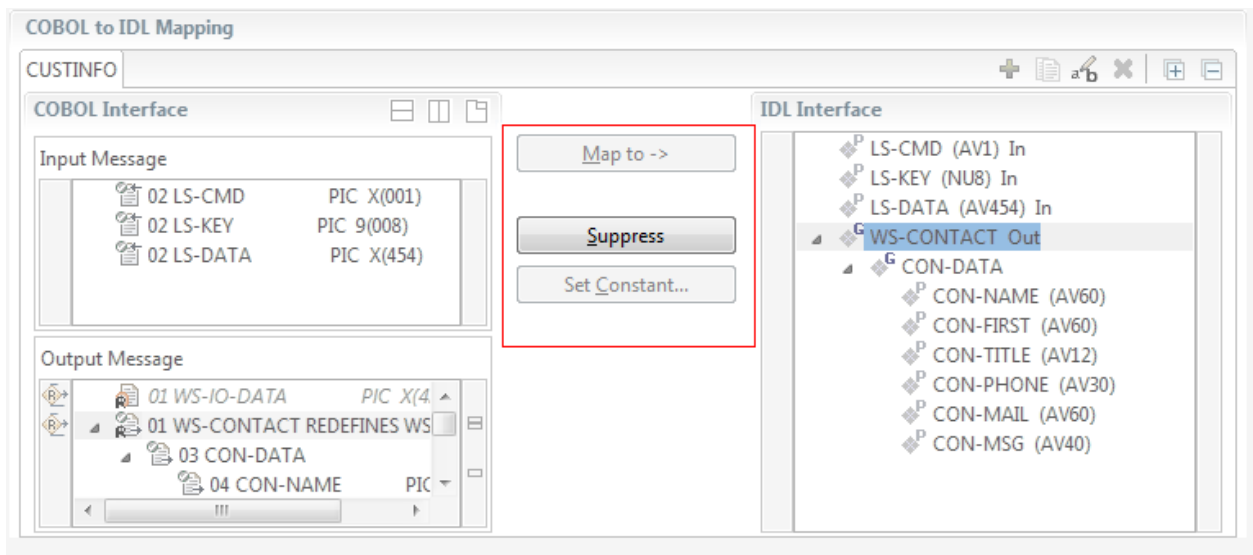 COBOL to IDL Mapping
CUSTINFO
COBOL Interface
Input Message
02 LS-CMD PIC X(001)
02 LS-KEY PIC 9(008)
02 LS-DATA PIC X(454)
Output Message
01 WS-IO-DATA PIC X(4
01 WS-CONTACT REDEFINES WS
03 CON-DATA
04 CON-NAME PIC
Map to ->
Suppress
Set Constant...
IDL Interface
LS-CMD (AV1) In
LS-KEY (NU8) In
LS-DATA (AV454) In
WS-CONTACT Out
CON-DATA
CON-NAME (AV60)
CON-FIRST (AV60)
CON-TITLE (AV12)
CON-PHONE (AV30)
CON-MAIL (AV60)
CON-MSG (AV40)